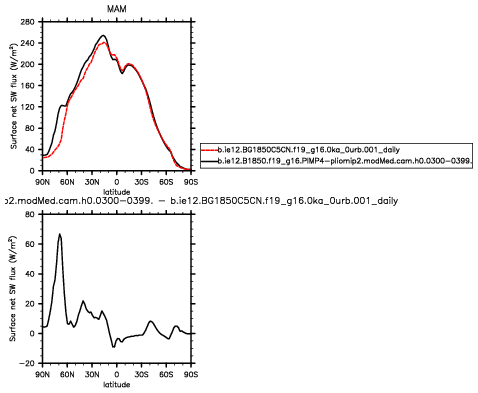 MAM
280
240
200
160
120
80
40
0
Surface net SW flux (W/m²)
90N 60N 30N 0 30S 60S 90S
latitude
b.ie12.BG1850C5CN.f19_g16.0ka_0urb.001_daily
b.ie12.B1850.f19_g16.PIMP4-pliomip2.modMed.cam.h0.0300-0399.
p2.modMed.cam.h0.0300-0399. - b.ie12.BG1850C5CN.f19_g16.0ka_0urb.001_daily
80
60
40
20
0
-20
Surface net SW flux (W/m²)
90N 60N 30N 0 30S 60S 90S
latitude